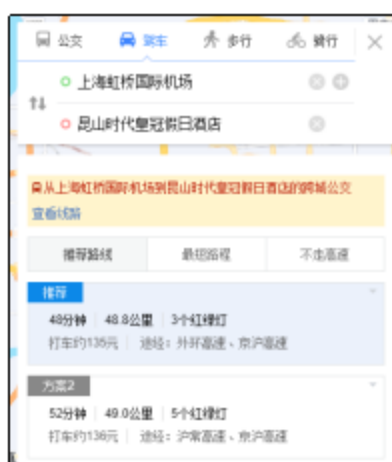 公交 驾车 步行 骑行
上海虹桥国际机场
昆山时代皇冠假日酒店
从上海虹桥国际机场到昆山时代皇冠假日酒店的跨城公交
查看线路
推荐路线 最短路程 不走高速
推荐
48分钟 48.8公里 3个红绿灯
打车约135元 途经：外环高速、京沪高速
方案2
52分钟 49.0公里 5个红绿灯
打车约136元 途经：沪常高速、京沪高速